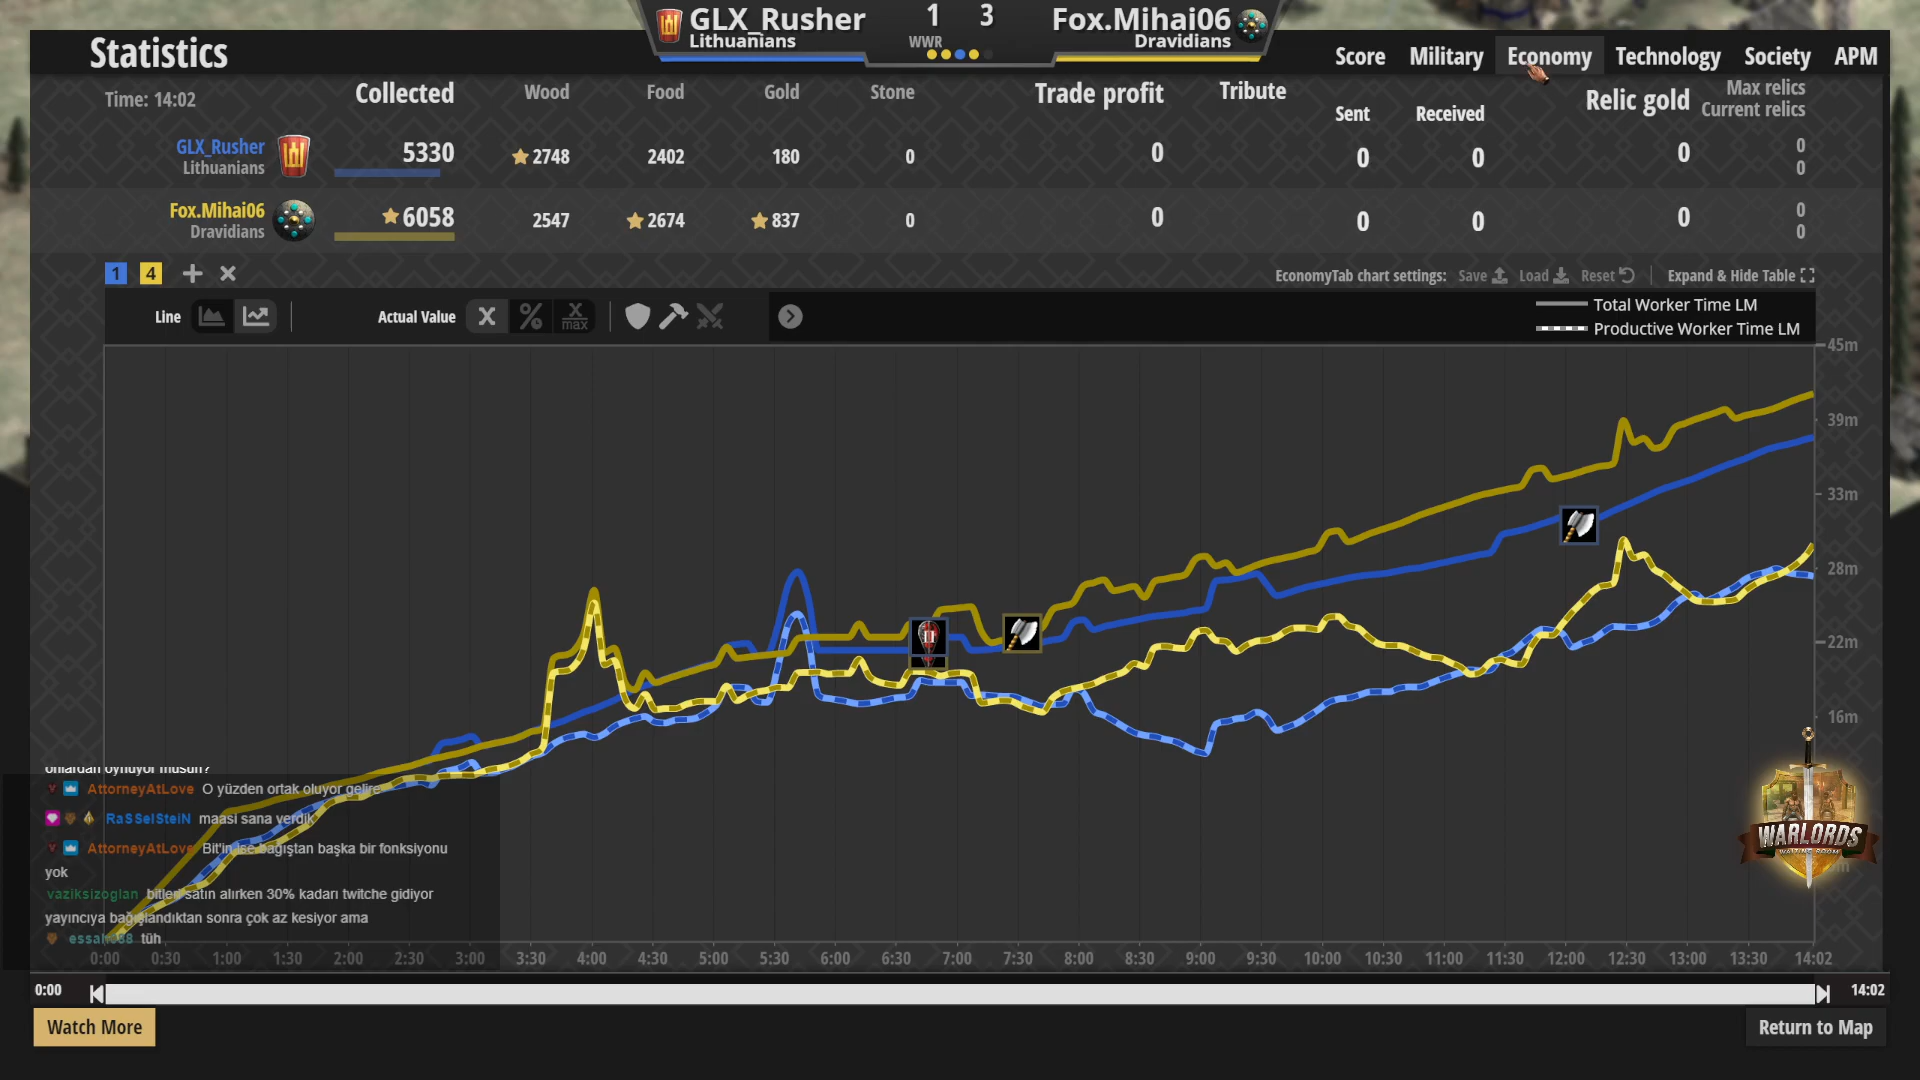 GLX_Rusher 1 3 Fox.Mihai06
Lithuanians WWR Dravidians
Statistics
Score Military Economy Technology Society APM
Time: 14:02 Collected Wood Food Gold Stone Trade profit Tribute Sent Received Relic gold Max relics
Current relics
GLX_Rusher 5330 2748 2402 180 0 0 0 0 0 0
Lithuanians 0
Fox.Mihai06 6058 2547 2674 837 0 0 0 0 0 0
Dravidians 0
1 4 EconomyTab chart settings: Save Load Reset Expand & Hide Table
Line Actual Value X % X max
Total Worker Time LM
Productive Worker Time LM
45m
39m
33m
28m
22m
16m
II
onlardan oynuyor musun?
AttorneyAtLove O yüzden ortak oluyor gelire
RaSSelSteiN maasi sana verdik
AttorneyAtLove Bit'in ise bağıştan başka bir fonksiyonu
yok
vaziksizoglan bitleri satın alırken 30% kadarı twitche gidiyor
yayıncıya bağışlandıktan sonra çok az kesiyor ama
tüh
WARLORDS
WAITING ROOM
0:00 0:30 1:00 1:30 2:00 2:30 3:00 3:30 4:00 4:30 5:00 5:30 6:00 6:30 7:00 7:30 8:00 8:30 9:00 9:30 10:00 10:30 11:00 11:30 12:00 12:30 13:00 13:30 14:02
0:00 14:02
Watch More Return to Map